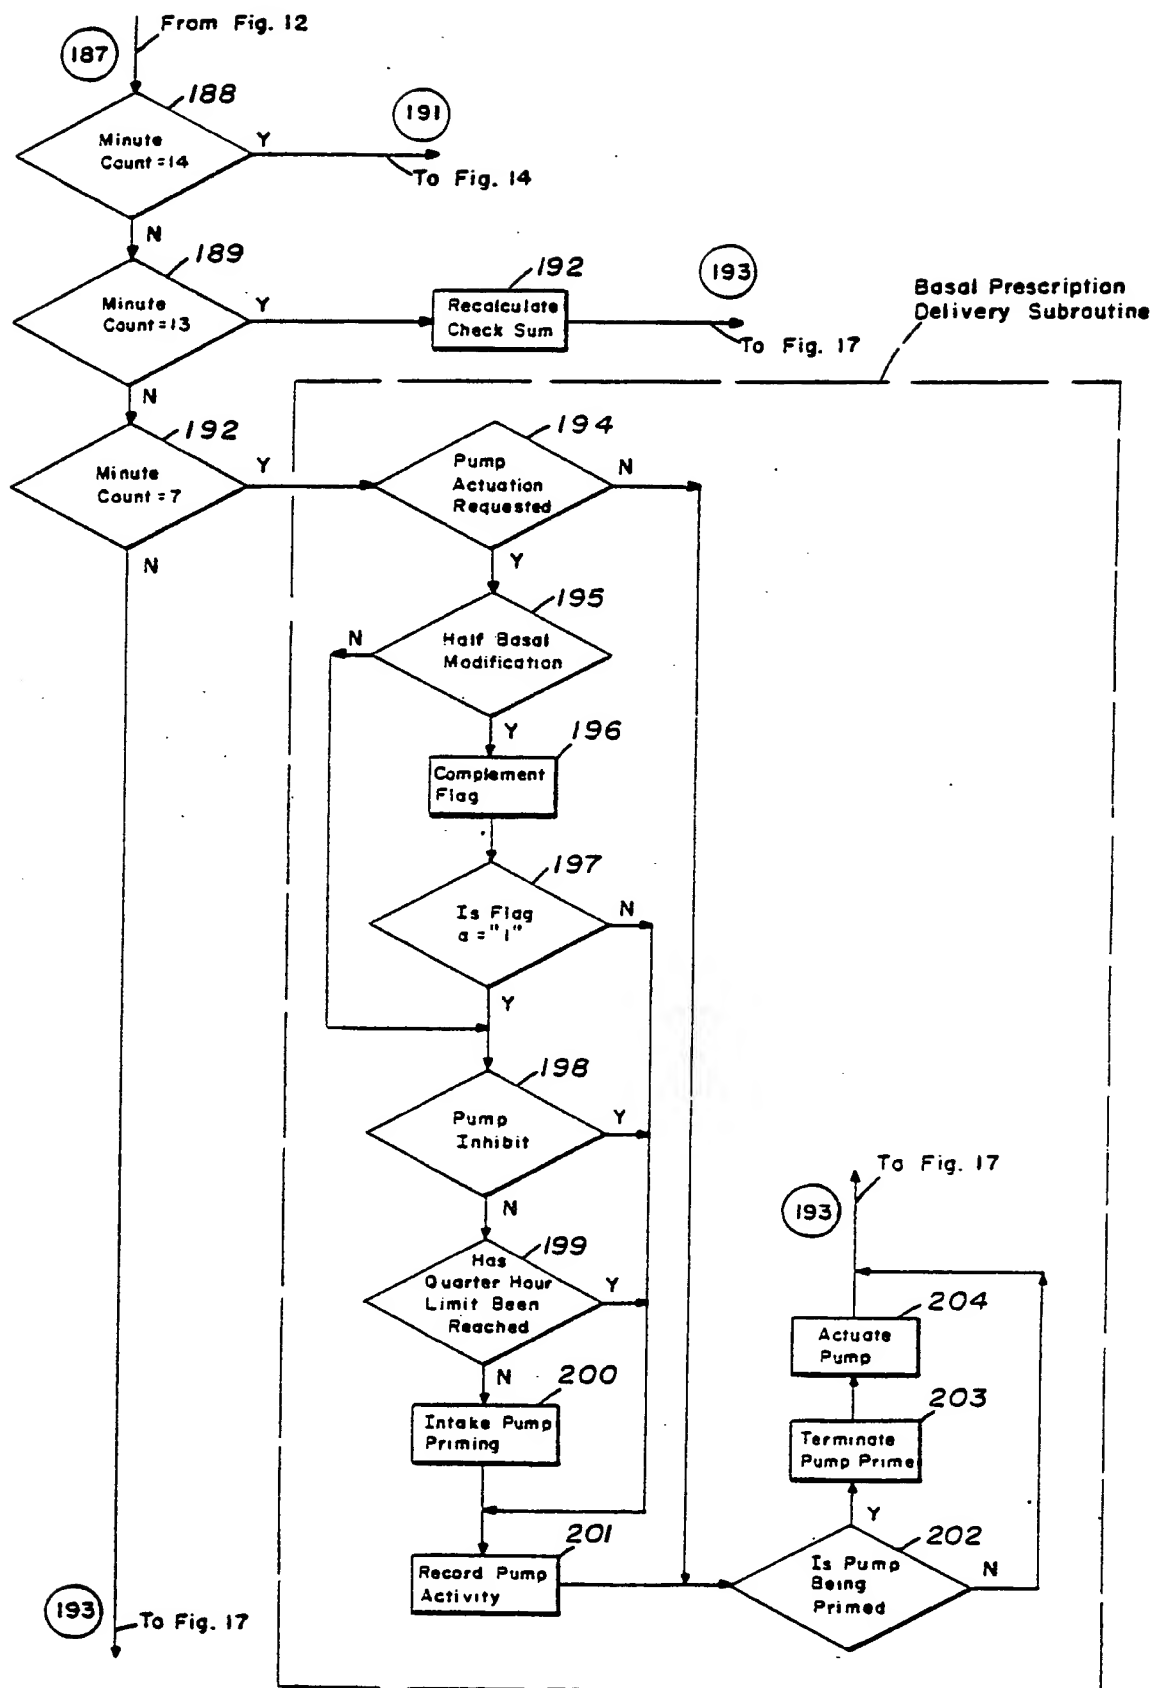 From Fig. 12
187
188
Minute
Count = 14
Y
191
To Fig. 14
N
189
Minute
Count = 13
Y
192
Recalculate
Check Sum
193
To Fig. 17
Basal Prescription
Delivery Subroutine
N
192
Minute
Count = 7
Y
N
194
Pump
Actuation
Requested
N
Y
195
Half Basal
Modification
N
Y
196
Complement
Flag
197
Is Flag
a = "1"
N
Y
198
Pump
Inhibit
Y
N
199
Has
Quarter Hour
Limit Been
Reached
Y
N
200
Intake Pump
Priming
201
Record Pump
Activity
To Fig. 17
193
204
Actuate
Pump
203
Terminate
Pump Prime
Y
202
Is Pump
Being
Primed
N
193
To Fig. 17